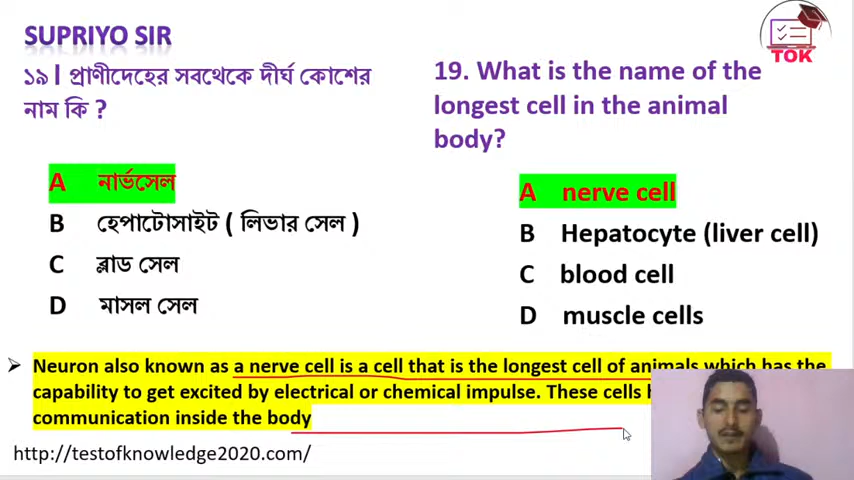 SUPRIYO SIR
TOK
১৯। প্রাণীদেহের সবথেকে দীর্ঘ কোশের
নাম কি ?
A নার্ভসেল
B হেপাটোসাইট ( লিভার সেল )
C ব্লাড সেল
D মাসল সেল
19. What is the name of the
longest cell in the animal
body?
A nerve cell
B Hepatocyte (liver cell)
C blood cell
D muscle cells
Neuron also known as a nerve cell is a cell that is the longest cell of animals which has the
capability to get excited by electrical or chemical impulse. These cells
communication inside the body
http://testofknowledge2020.com/